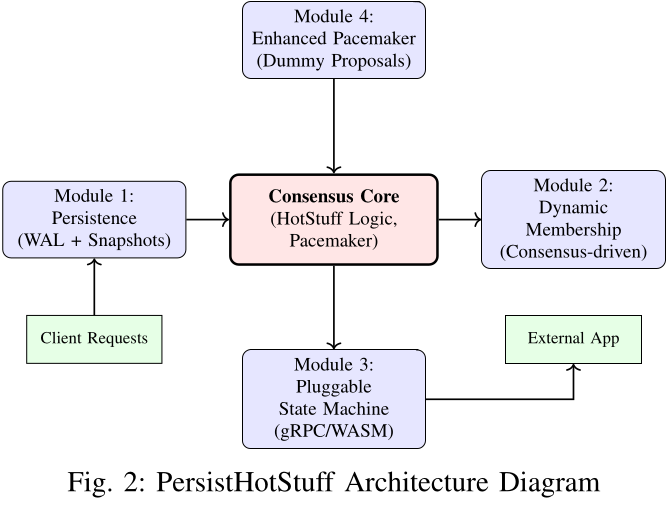 Module 4:
Enhanced Pacemaker
(Dummy Proposals)
Module 1:
Persistence
(WAL + Snapshots)
Consensus Core
(HotStuff Logic,
Pacemaker)
Module 2:
Dynamic
Membership
(Consensus-driven)
Client Requests
External App
Module 3:
Pluggable
State Machine
(gRPC/WASM)
Fig. 2: PersistHotStuff Architecture Diagram